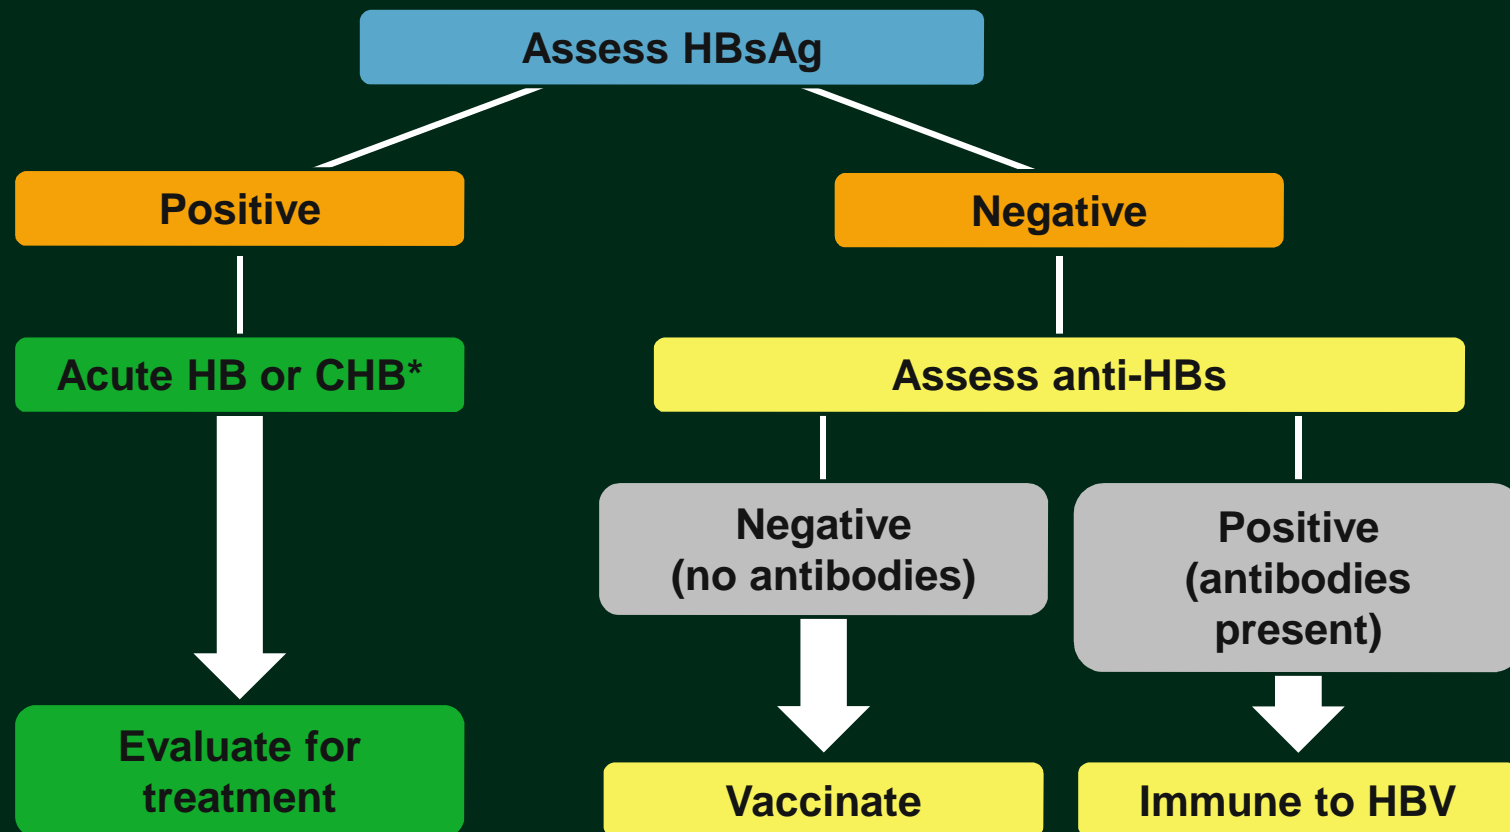 Assess HBsAg
Positive
Negative
Acute HB or CHB*
Assess anti-HBs
Negative
(no antibodies)
Positive
(antibodies
present)
Evaluate for
treatment
Vaccinate
Immune to HBV